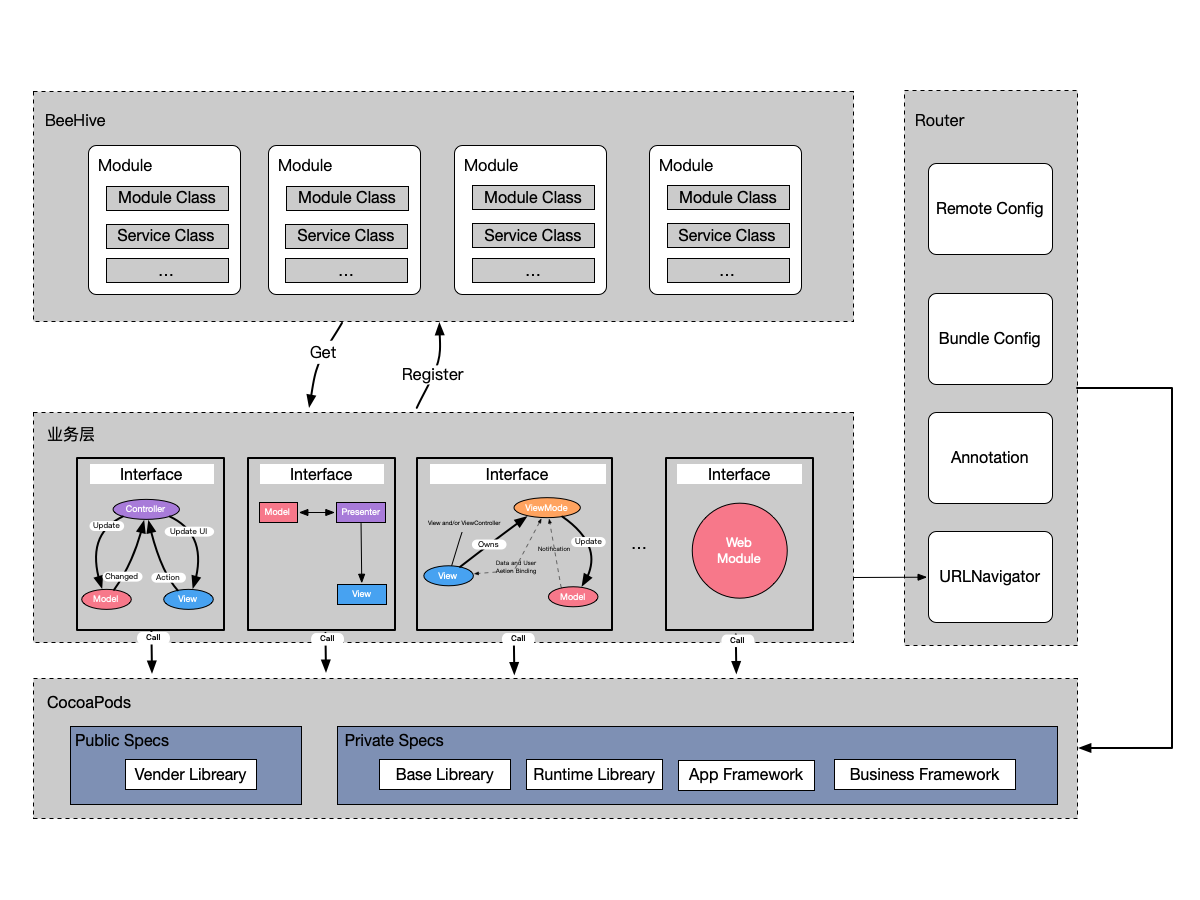 BeeHive
Module
Module Class
Service Class
...
Module
Module Class
Service Class
...
Module
Module Class
Service Class
...
Module
Module Class
Service Class
...
Router
Remote Config
Bundle Config
Annotation
URLNavigator
Get
Register
业务层
Interface
Controller
Update
Update UI
Changed
Action
Model
View
Call
Interface
Model
Presenter
View
Call
Interface
ViewMode
View and/or ViewController
Owns
Notification
Update
Data and User
Action Binding
View
Model
Call
...
Interface
Web
Module
Call
CocoaPods
Public Specs
Vender Libreary
Private Specs
Base Library
Runtime Library
App Framework
Business Framework